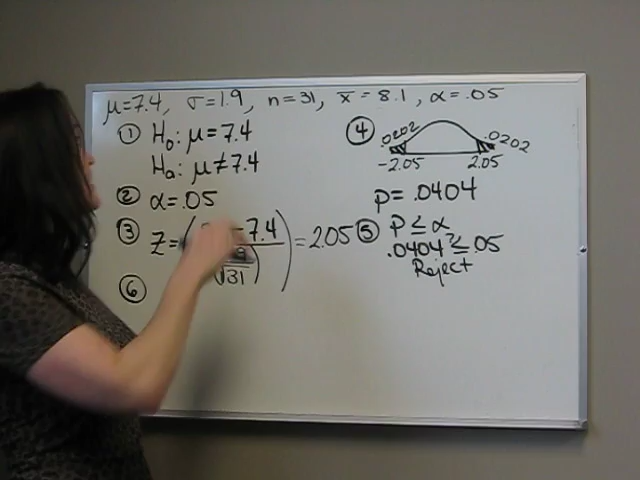 μ=7.4, σ=1.9, n=31, x̄=8.1, α=.05
① H₀: μ=7.4
Hₐ: μ≠7.4
② α=.05
③ Z= -7.4 = 2.05
√31
⑥
④ .0202 .0202
-2.05 2.05
p=.0404
⑤ P≤α
.0404 ≤? .05
Reject